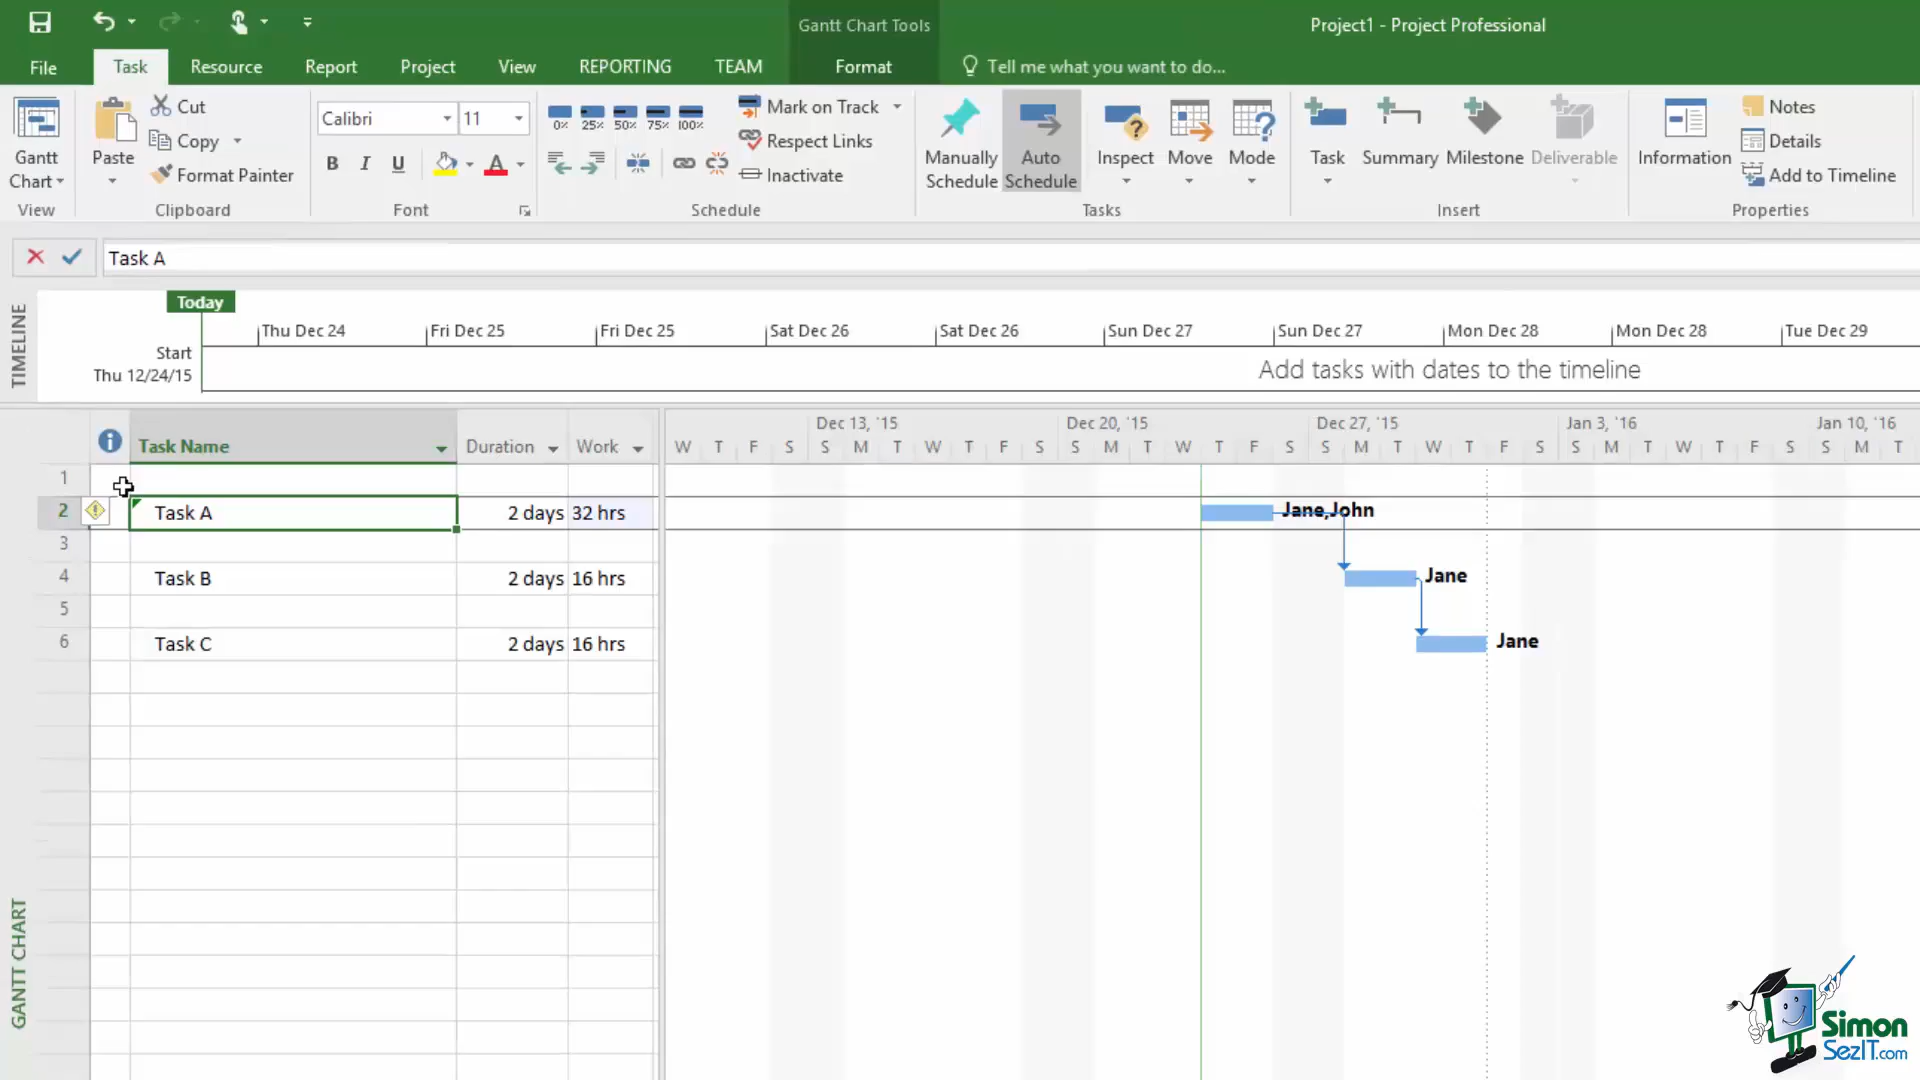 Gantt Chart Tools
Project1 - Project Professional
File Task Resource Report Project View REPORTING TEAM Format Tell me what you want to do...
Gantt Chart
View
Paste
Cut
Copy
Format Painter
Clipboard
Calibri 11
B I U A
Font
0% 25% 50% 75% 100%
Mark on Track
Respect Links
Inactivate
Schedule
Manually Schedule
Auto Schedule
Inspect
Move
Mode
Tasks
Task
Summary
Milestone
Deliverable
Insert
Information
Notes
Details
Add to Timeline
Properties
Task A
TIMELINE
Today
Thu Dec 24 Fri Dec 25 Fri Dec 25 Sat Dec 26 Sat Dec 26 Sun Dec 27 Sun Dec 27 Mon Dec 28 Mon Dec 28 Tue Dec 29
Start
Thu 12/24/15
Add tasks with dates to the timeline
Dec 13, '15 Dec 20, '15 Dec 27, '15 Jan 3, '16 Jan 10, '16
Task Name Duration Work W T F S S M T W T F S S M T W T F S S M T W T F S S M T W T F S S M T
1
2 Task A 2 days 32 hrs Jane,John
3
4 Task B 2 days 16 hrs Jane
5
6 Task C 2 days 16 hrs Jane
GANTT CHART
Simon
SezIT.com